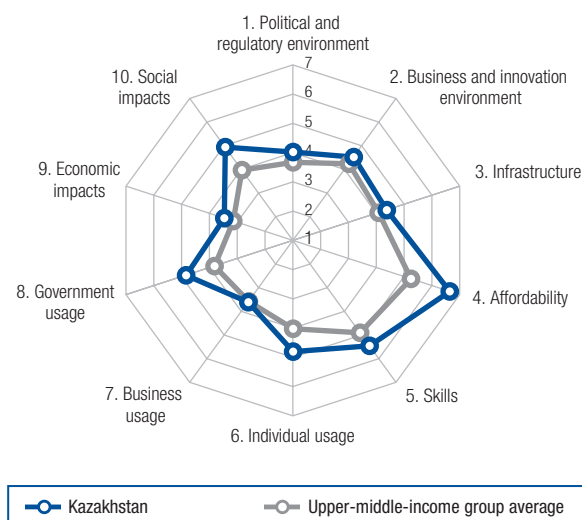 1. Political and
regulatory environment
2. Business and innovation
environment
3. Infrastructure
4. Affordability
5. Skills
6. Individual usage
7. Business
usage
8. Government
usage
9. Economic
impacts
10. Social
impacts
7
6
5
4
3
2
1
Kazakhstan
Upper-middle-income group average